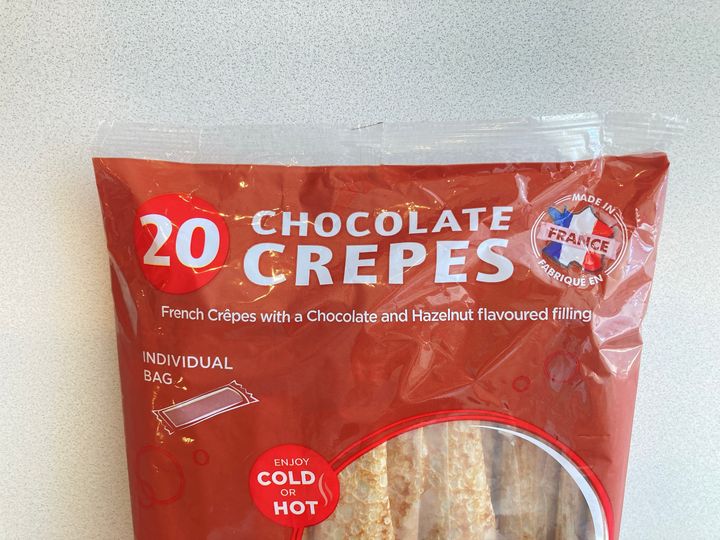 20
CHOCOLATE
CREPES
MADE IN
FRANCE
FABRIQUÉ EN
French Crêpes with a Chocolate and Hazelnut flavoured filling
INDIVIDUAL
BAG
ENJOY
COLD
OR
HOT